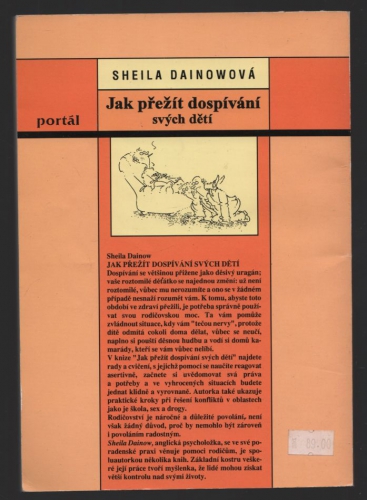 SHEILA DAINOWOVÁ
Jak přežít dospívání
svých dětí
portál
Sheila Dainow
JAK PŘEŽÍT DOSPÍVÁNÍ SVÝCH DĚTÍ
Dospívání se většinou přižene jako děsivý uragán;
vaše roztomilé děťátko se najednou změní: už není
roztomilé, vůbec mu nerozumíte a ono se v žádném
případě nesnaží rozumět vám. K tomu, abyste toto
období ve zdraví přežili, je potřeba správně použí-
vat svou rodičovskou moc. Ta vám pomůže
zvládnout situace, kdy vám "tečou nervy", protože
dítě odmítá cokoli doma dělat, vůbec se neučí,
naplno si pouští děsnou hudbu a vodí si domů ka-
marády, kteří se vám vůbec nelíbí.
V knize "Jak přežít dospívání svých dětí" najdete
rady a cvičení, s jejichž pomocí se naučíte reagovat
asertivně, začnete si uvědomovat svá práva
a potřeby a ve vyhrocených situacích budete
jednat klidně a vyrovnaně. Autorka také ukazuje
praktické kroky při řešení konfliktů v oblastech
jako je škola, sex a drogy.
Rodičovství je náročné a důležité povolání, není
však žádný důvod, proč by nemohlo být zároveň
i povoláním radostným.
Sheila Dainow, anglická psycholožka, se ve své po-
radenské praxi věnuje pomoci rodičům, je spo-
luautorkou několika knih. Základní kostru veške-
ré její práce tvoří myšlenka, že lidé mohou získat
větší kontrolu nad svými životy.